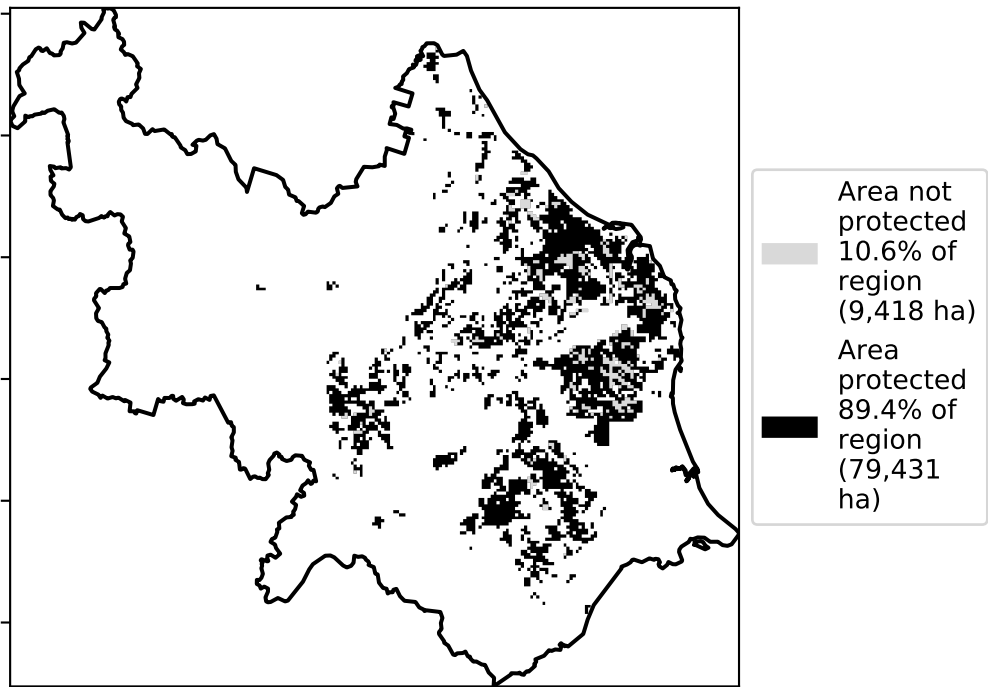 Area not
protected
10.6% of
region
(9,418 ha)
Area
protected
89.4% of
region
(79,431
ha)